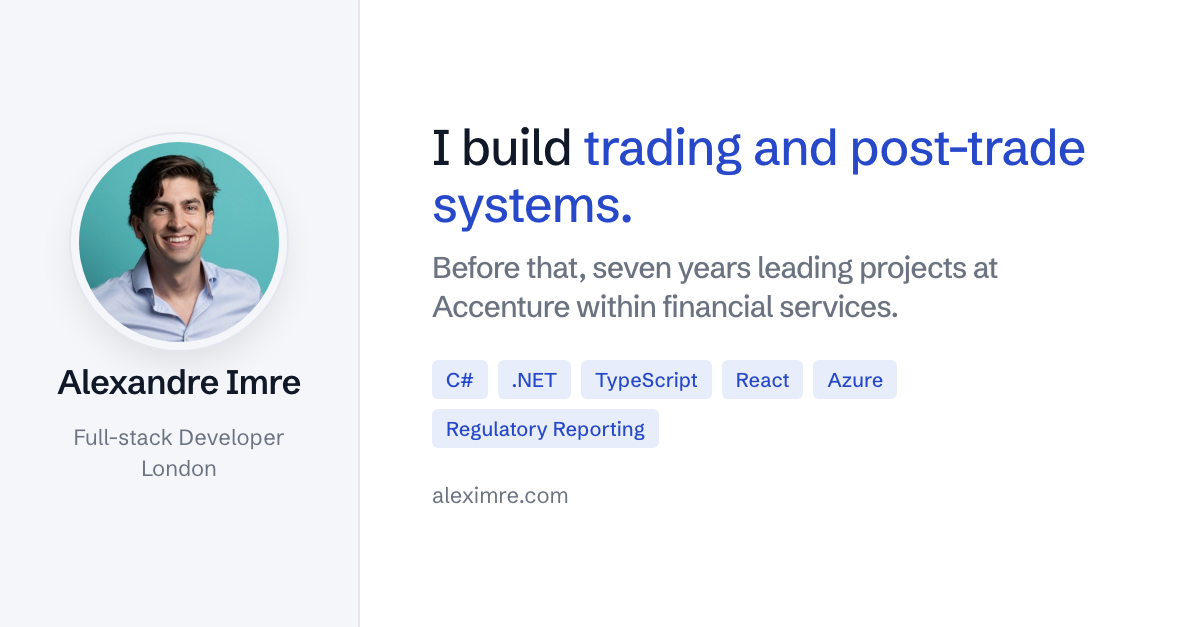 Alexandre Imre
Full-stack Developer
London
I build trading and post-trade
systems.
Before that, seven years leading projects at
Accenture within financial services.
C# .NET TypeScript React Azure
Regulatory Reporting
aleximre.com